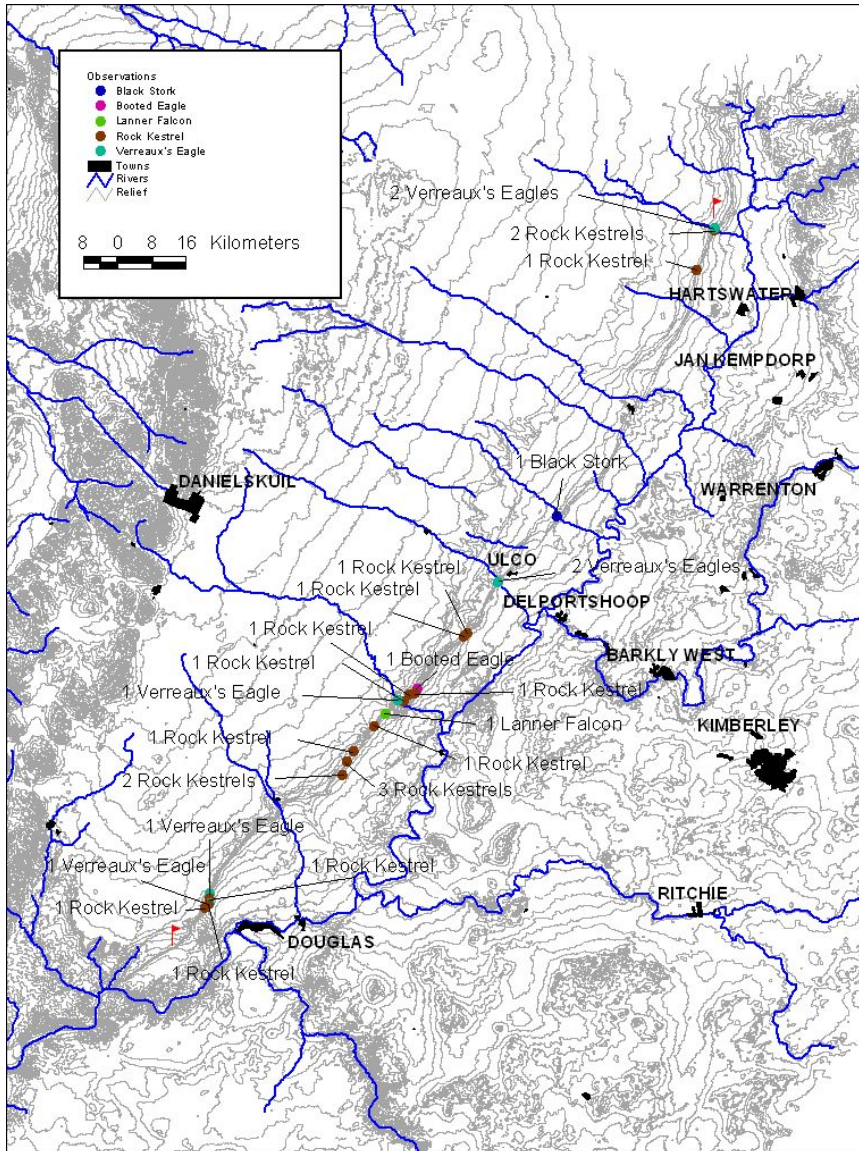 Observations
Black Stork
Booted Eagle
Lanner Falcon
Rock Kestrel
Verreaux's Eagle
Towns
Rivers
Relief
8 0 8 16 Kilometers
2 Verreaux's Eagles
2 Rock Kestrels
1 Rock Kestrel
HARTSWATER
JAN KEMPDORP
1 Black Stork
DANIELSKUIL
WARRENTON
ULCO
1 Rock Kestrel
2 Verreaux's Eagles
1 Rock Kestrel
DELPORTSHOOP
1 Rock Kestrel
BARKLY WEST
1 Rock Kestrel
1 Booted Eagle
1 Verreaux's Eagle
1 Rock Kestrel
1 Lanner Falcon
KIMBERLEY
1 Rock Kestrel
1 Rock Kestrel
2 Rock Kestrels
3 Rock Kestrels
1 Verreaux's Eagle
1 Verreaux's Eagle
1 Rock Kestrel
1 Rock Kestrel
RITCHIE
DOUGLAS
1 Rock Kestrel